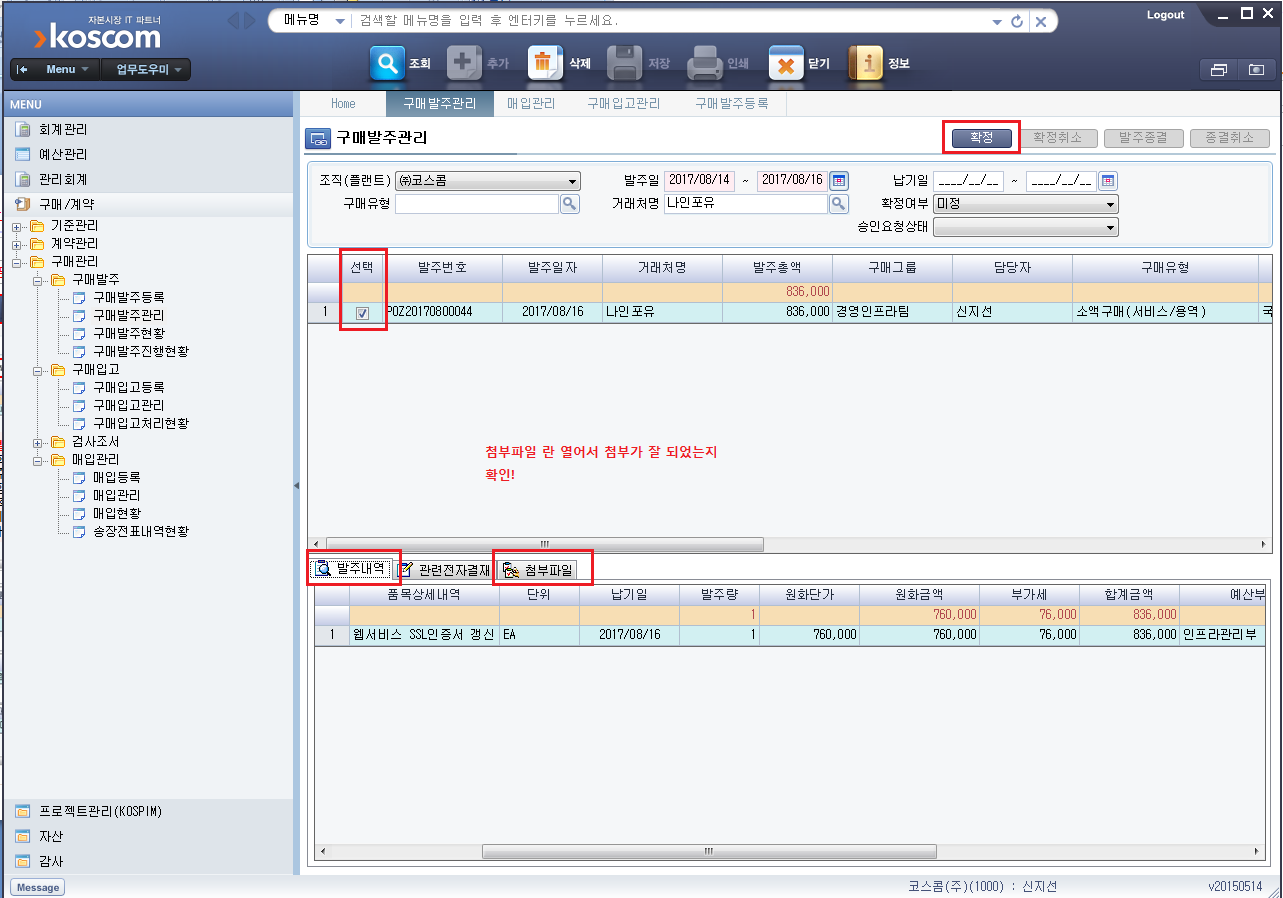 자본시장 IT 파트너
koscom
메뉴명 검색할 메뉴명을 입력 후 엔터키를 누르세요.
Logout
Menu 업무도우미
조회 추가 삭제 저장 인쇄 닫기 정보
MENU
Home 구매발주관리 매입관리 구매입고관리 구매발주등록
회계관리
예산관리
관리회계
구매/계약
기준관리
계약관리
구매관리
구매발주
구매발주등록
구매발주관리
구매발주현황
구매발주진행현황
구매입고
구매입고등록
구매입고관리
구매입고처리현황
검사조서
매입관리
매입등록
매입관리
매입현황
송장전표내역현황
프로젝트관리(KOSPIM)
자산
감사
구매발주관리
확정 확정취소 발주종결 종결취소
조직(플랜트) ㈜코스콤 발주일 2017/08/14 ~ 2017/08/16 납기일 ____/__/__ ~ ____/__/__
구매유형 거래처명 나인포유 확정여부 미정
승인요청상태
선택 발주번호 발주일자 거래처명 발주총액 구매그룹 담당자 구매유형
836,000
1 POZ20170800044 2017/08/16 나인포유 836,000 경영인프라팀 신지선 소액구매(서비스/용역) 국
첨부파일 란 열어서 첨부가 잘 되었는지
확인!
발주내역 관련전자결재 첨부파일
품목상세내역 단위 납기일 발주량 원화단가 원화금액 부가세 합계금액 예산부
1 760,000 76,000 836,000
1 웹서비스 SSL인증서 갱신 EA 2017/08/16 1 760,000 760,000 76,000 836,000 인프라관리부
Message
코스콤(주)(1000) : 신지선
v20150514